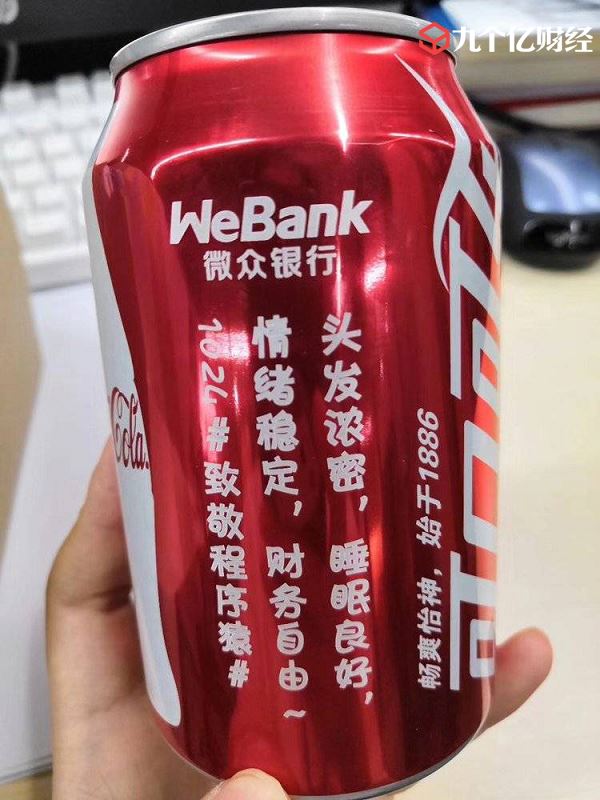 九个亿财经
WeBank
微众银行
头发浓密，睡眠良好，
情绪稳定，财务自由~
1024#致敬程序猿#
畅爽怡神，始于1886
Cola